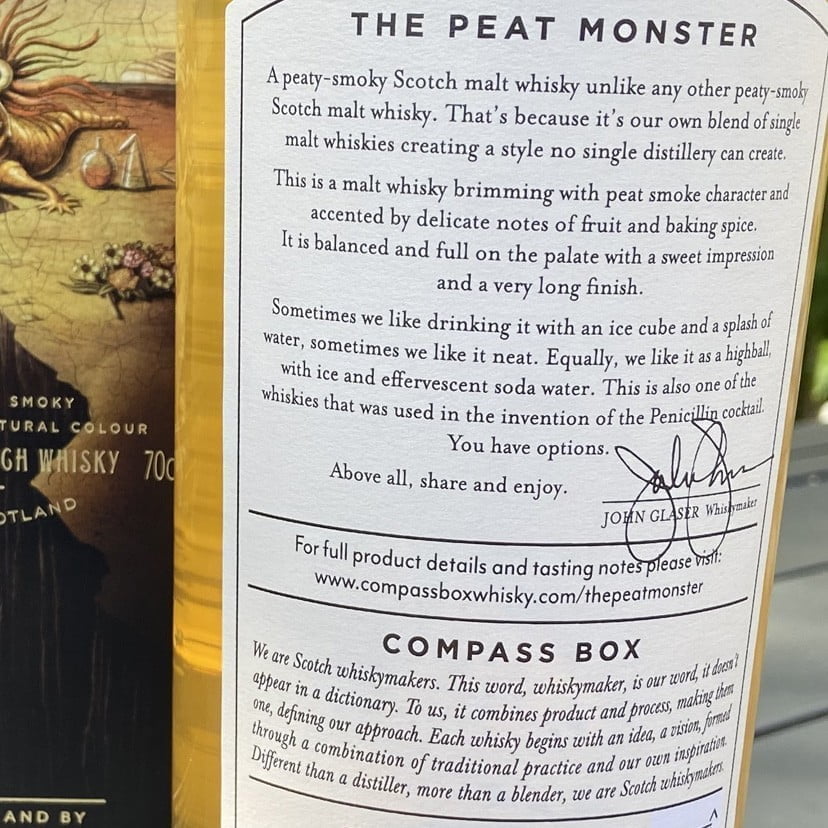 THE PEAT MONSTER
A peaty-smoky Scotch malt whisky unlike any other peaty-smoky
Scotch malt whisky. That's because it's our own blend of single
malt whiskies creating a style no single distillery can create.
This is a malt whisky brimming with peat smoke character and
accented by delicate notes of fruit and baking spice.
It is balanced and full on the palate with a sweet impression
and a very long finish.
Sometimes we like drinking it with an ice cube and a splash of
water, sometimes we like it neat. Equally, we like it as a highball,
with ice and effervescent soda water. This is also one of the
whiskies that was used in the invention of the Penicillin cocktail.
You have options.
Above all, share and enjoy.
JOHN GLASER Whiskymaker
For full product details and tasting notes please visit:
www.compassboxwhisky.com/thepeatmonster
COMPASS BOX
We are Scotch whiskymakers. This word, whiskymaker, is our word, it doesn't
appear in a dictionary. To us, it combines product and process, making them
one, defining our approach. Each whisky begins with an idea, a vision, formed
through a combination of traditional practice and our own inspiration.
Different than a distiller, more than a blender, we are Scotch whiskymakers.
SMOKY
TURAL COLOUR
GH WHISKY 70c
OTLAND
AND BY